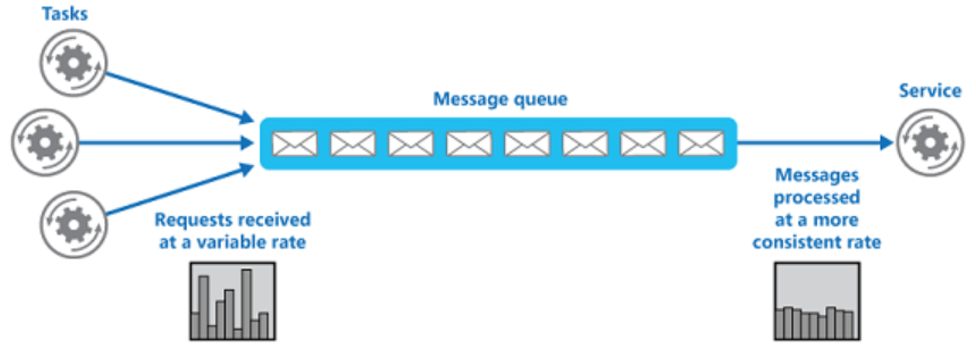 Tasks
Message queue
Service
Requests received
at a variable rate
Messages
processed
at a more
consistent rate